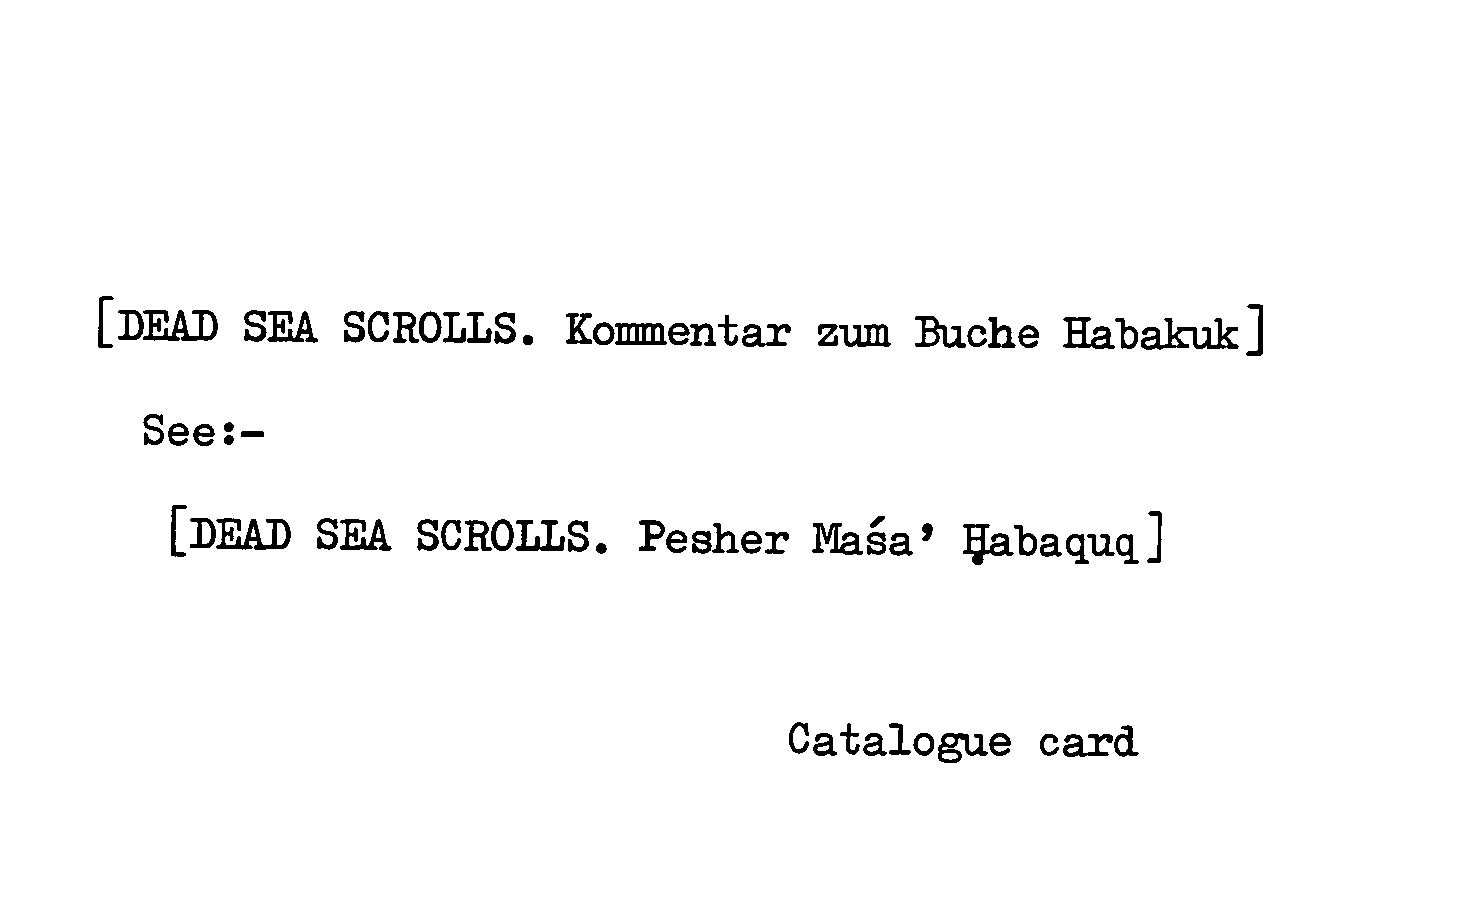 [DEAD SEA SCROLLS. Kommentar zum Buche Habakuk]
See:-
[DEAD SEA SCROLLS. Pesher Maśa' Ḥabaquq]
Catalogue card